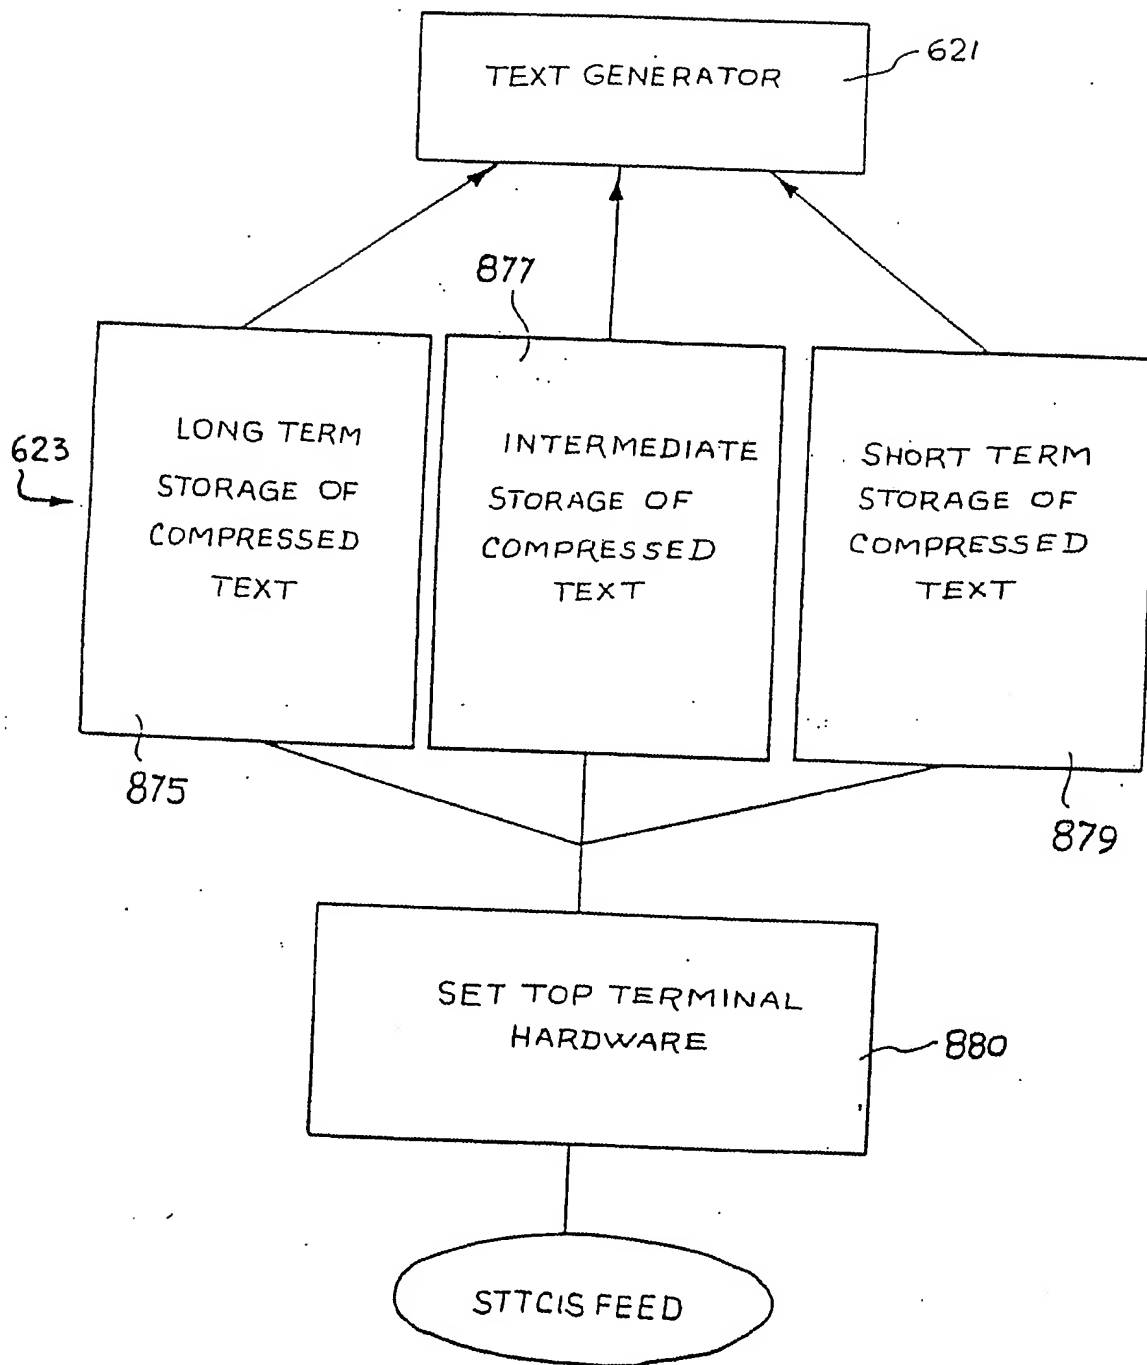 TEXT GENERATOR
621
877
623
LONG TERM
STORAGE OF
COMPRESSED
TEXT
INTERMEDIATE
STORAGE OF
COMPRESSED
TEXT
SHORT TERM
STORAGE OF
COMPRESSED
TEXT
875
879
SET TOP TERMINAL
HARDWARE
880
STTCIS FEED